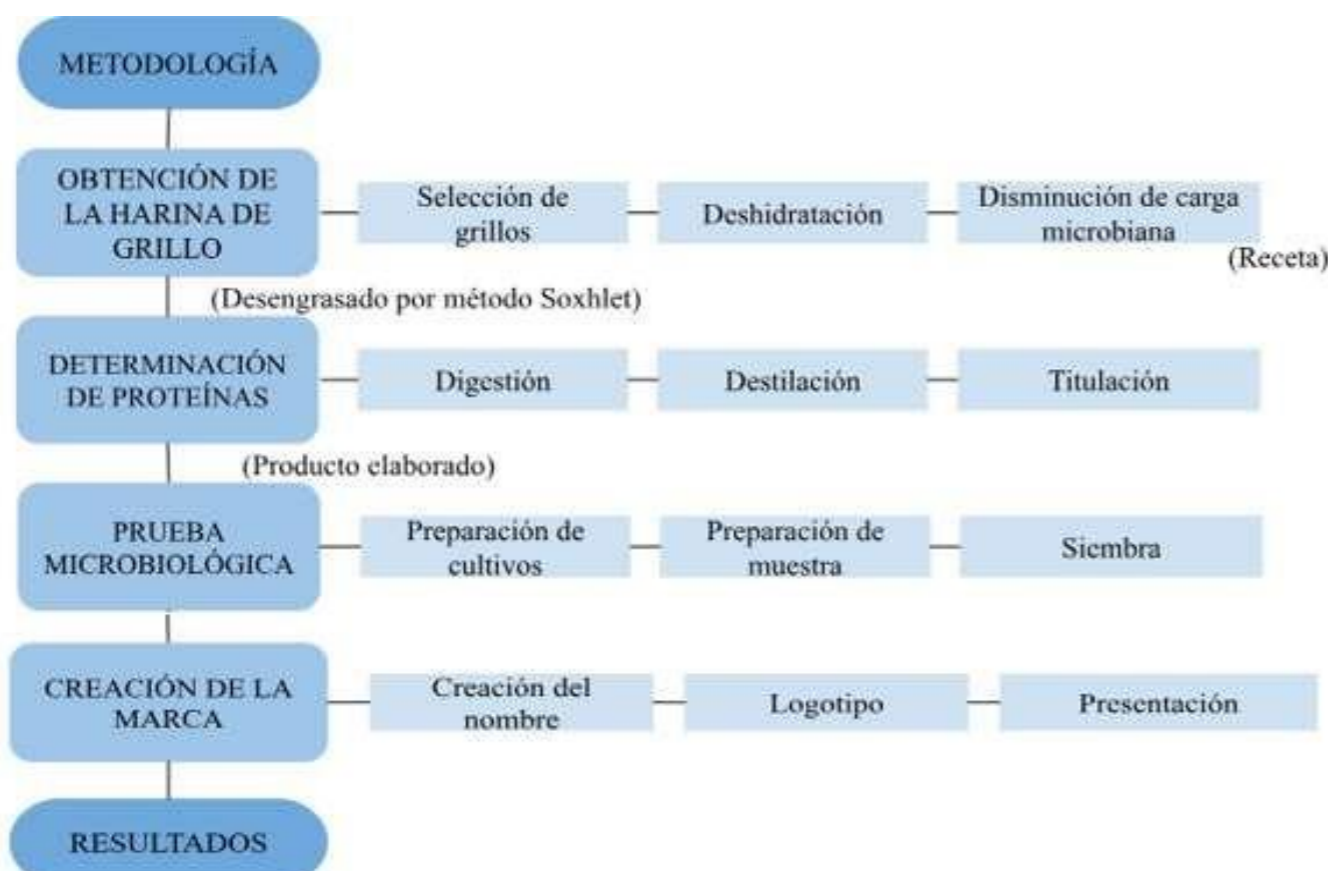 METODOLOGÍA
OBTENCIÓN DE
LA HARINA DE
GRILLO
Selección de
grillos
Deshidratación
Disminución de carga
microbiana
(Receta)
(Desengrasado por método Soxhlet)
DETERMINACIÓN
DE PROTEÍNAS
Digestión
Destilación
Titulación
(Producto elaborado)
PRUEBA
MICROBIOLÓGICA
Preparación de
cultivos
Preparación de
muestra
Siembra
CREACIÓN DE LA
MARCA
Creación del
nombre
Logotipo
Presentación
RESULTADOS